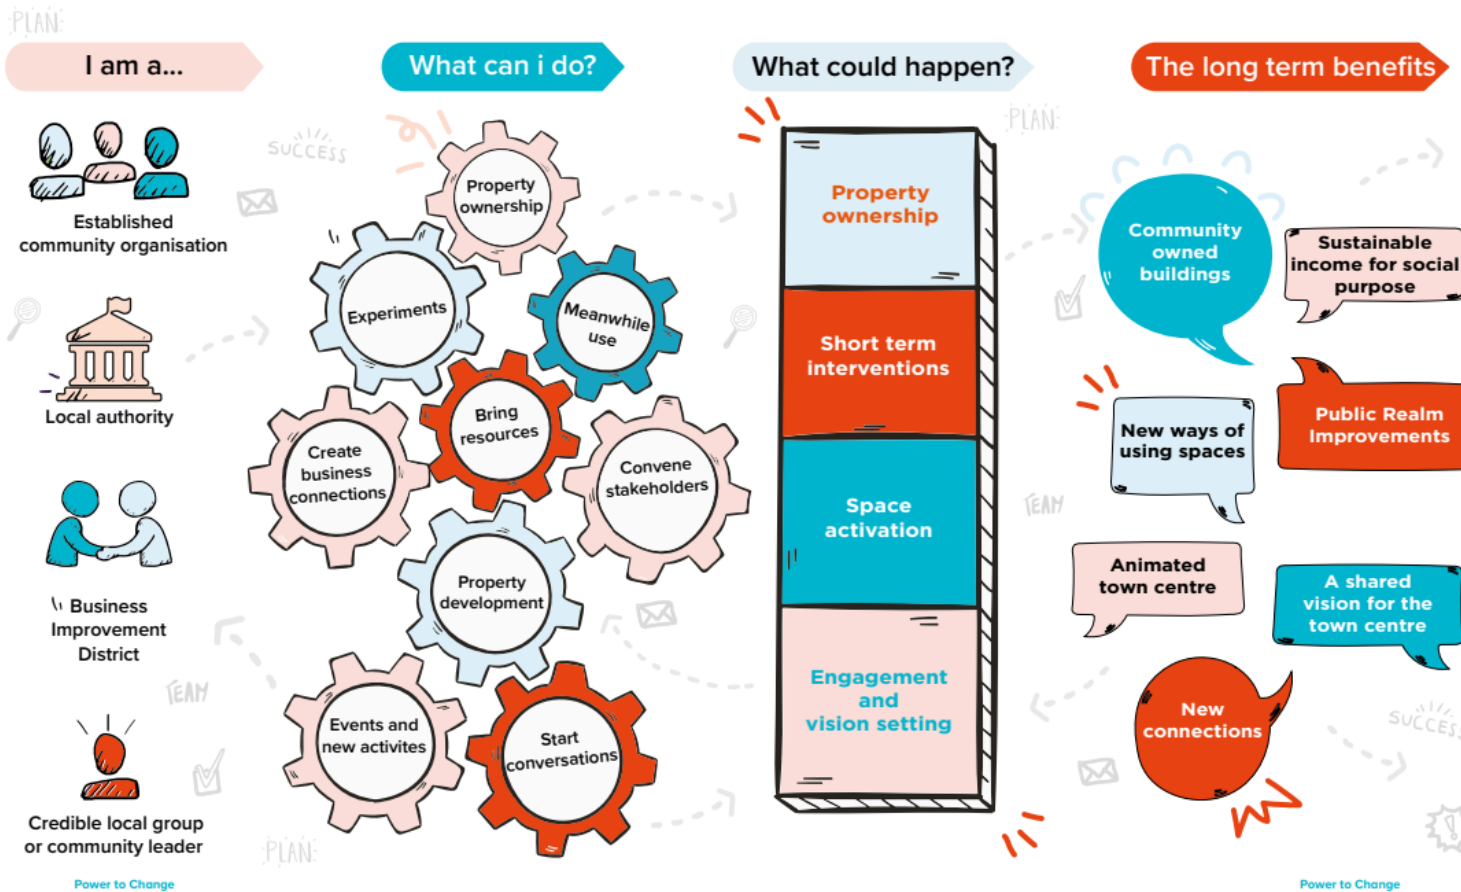 PLAN
I am a...
What can i do?
What could happen?
The long term benefits
Established
community organisation
Local authority
Business
Improvement
District
Credible local group
or community leader
SUCCESS
TEAM
PLAN
Property
ownership
Experiments
Meanwhile
use
Bring
resources
Create
business
connections
Convene
stakeholders
Property
development
Events and
new activites
Start
conversations
Property
ownership
Short term
interventions
Space
activation
Engagement
and
vision setting
PLAN
TEAM
Community
owned
buildings
Sustainable
income for social
purpose
New ways of
using spaces
Public Realm
Improvements
Animated
town centre
A shared
vision for the
town centre
New
connections
SUCCESS
Power to Change
Power to Change